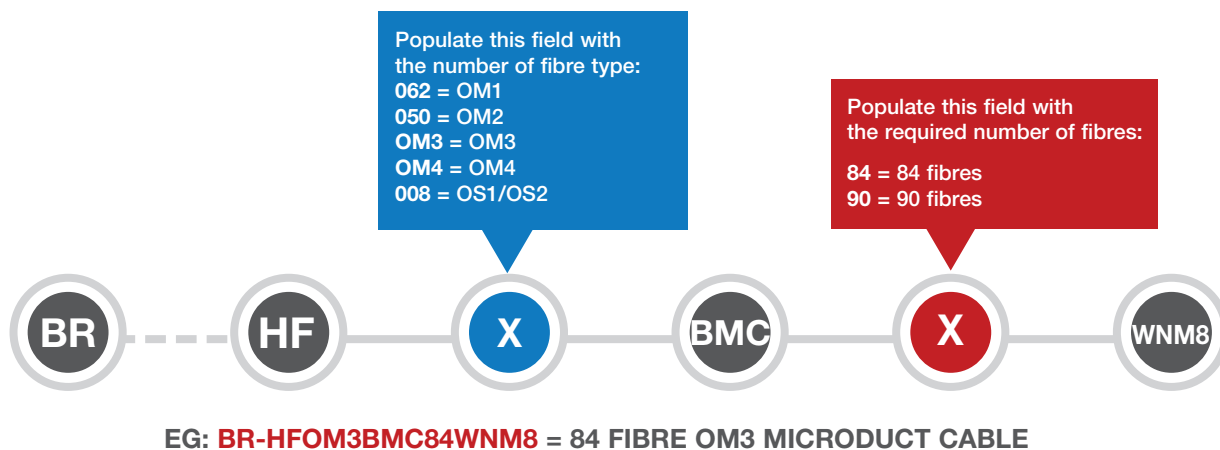 Populate this field with
the number of fibre type:
062 = OM1
050 = OM2
OM3 = OM3
OM4 = OM4
008 = OS1/OS2
Populate this field with
the required number of fibres:
84 = 84 fibres
90 = 90 fibres
BR
HF
X
BMC
X
WNM8
EG: BR-HFOM3BMC84WNM8 = 84 FIBRE OM3 MICRODUCT CABLE